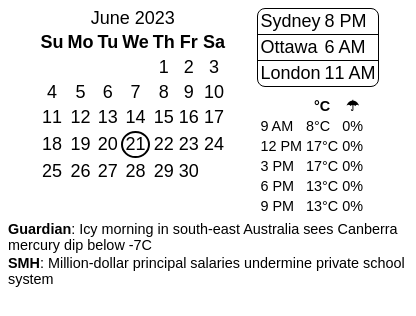 June 2023
Su Mo Tu We Th Fr Sa
1 2 3
4 5 6 7 8 9 10
11 12 13 14 15 16 17
18 19 20 21 22 23 24
25 26 27 28 29 30
Sydney 8 PM
Ottawa 6 AM
London 11 AM
°C ☂
9 AM 8°C 0%
12 PM 17°C 0%
3 PM 17°C 0%
6 PM 13°C 0%
9 PM 13°C 0%
Guardian: Icy morning in south-east Australia sees Canberra
mercury dip below -7C
SMH: Million-dollar principal salaries undermine private school
system